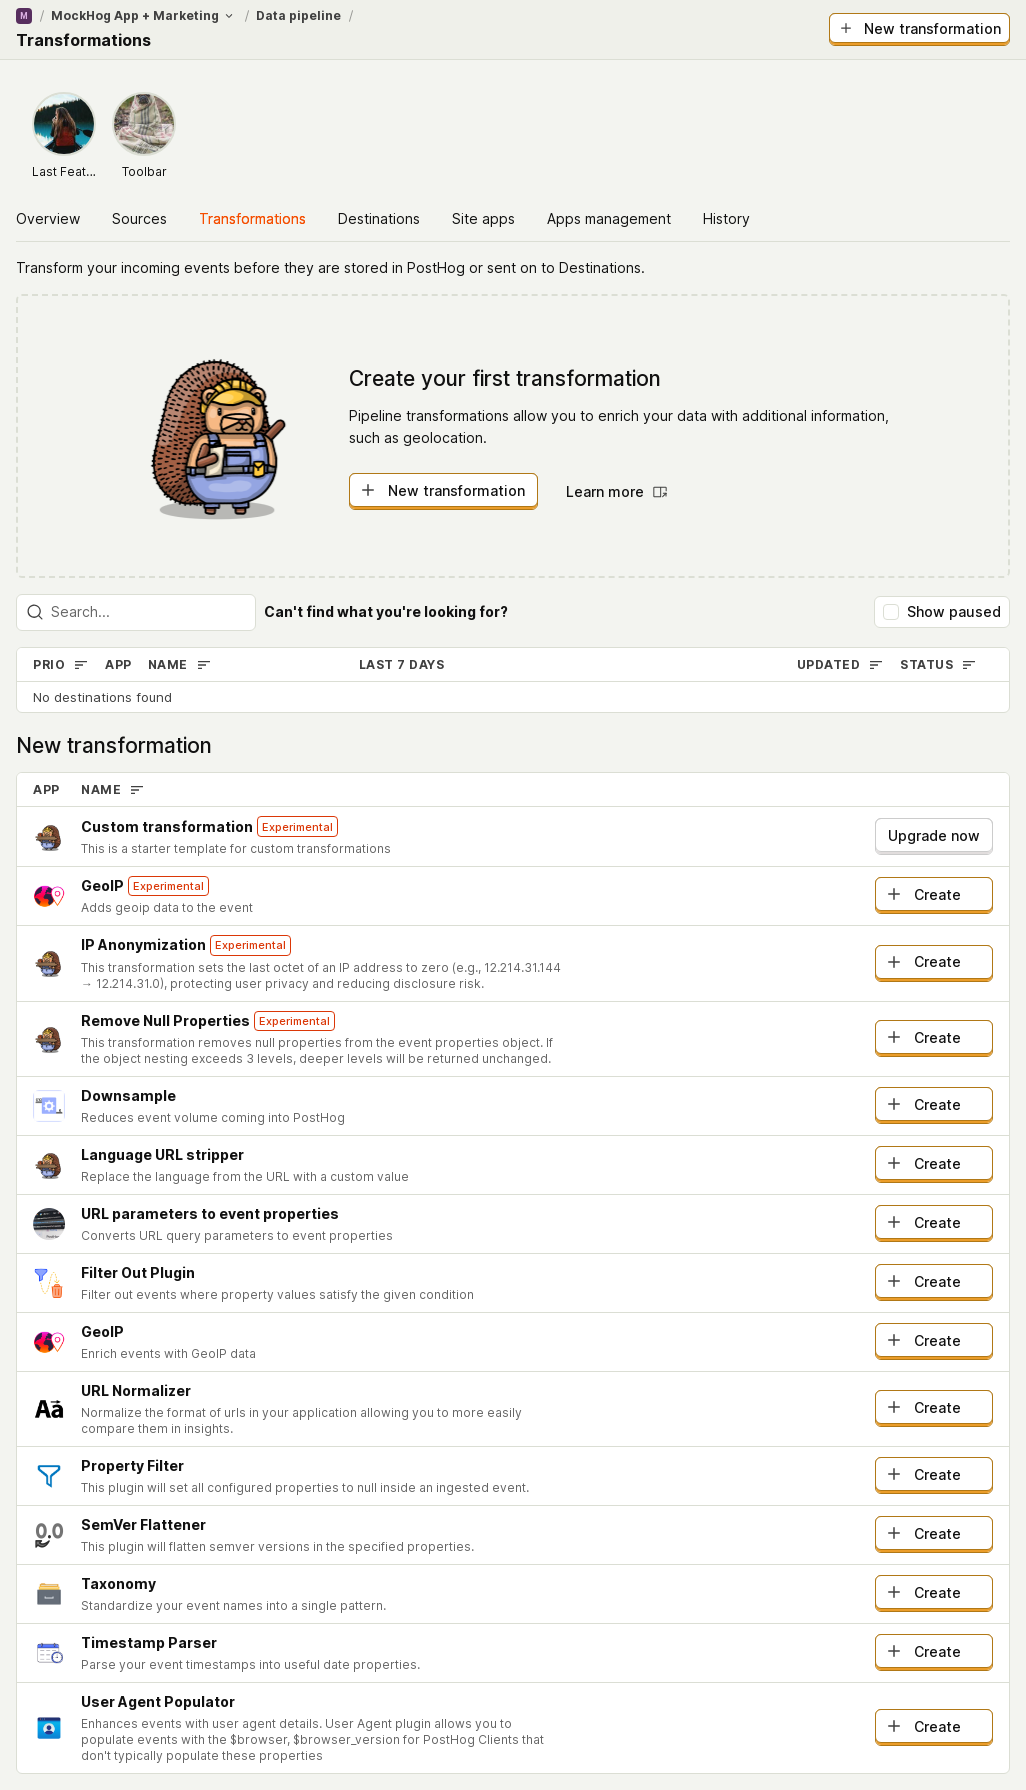 M / MockHog App + Marketing / Data pipeline /
Transformations
New transformation
Last Feat...
Toolbar
Overview Sources Transformations Destinations Site apps Apps management History
Transform your incoming events before they are stored in PostHog or sent on to Destinations.
Create your first transformation
Pipeline transformations allow you to enrich your data with additional information,
such as geolocation.
New transformation Learn more
Search... Can't find what you're looking for? Show paused
PRIO APP NAME LAST 7 DAYS UPDATED STATUS
No destinations found
New transformation
APP NAME
Custom transformation Experimental
This is a starter template for custom transformations
Upgrade now
GeoIP Experimental
Adds geoip data to the event
Create
IP Anonymization Experimental
This transformation sets the last octet of an IP address to zero (e.g., 12.214.31.144
→ 12.214.31.0), protecting user privacy and reducing disclosure risk.
Create
Remove Null Properties Experimental
This transformation removes null properties from the event properties object. If
the object nesting exceeds 3 levels, deeper levels will be returned unchanged.
Create
Downsample
Reduces event volume coming into PostHog
Create
Language URL stripper
Replace the language from the URL with a custom value
Create
URL parameters to event properties
Converts URL query parameters to event properties
Create
Filter Out Plugin
Filter out events where property values satisfy the given condition
Create
GeoIP
Enrich events with GeoIP data
Create
Aa
URL Normalizer
Normalize the format of urls in your application allowing you to more easily
compare them in insights.
Create
Property Filter
This plugin will set all configured properties to null inside an ingested event.
Create
0.0
SemVer Flattener
This plugin will flatten semver versions in the specified properties.
Create
Taxonomy
Standardize your event names into a single pattern.
Create
Timestamp Parser
Parse your event timestamps into useful date properties.
Create
User Agent Populator
Enhances events with user agent details. User Agent plugin allows you to
populate events with the $browser, $browser_version for PostHog Clients that
don't typically populate these properties
Create